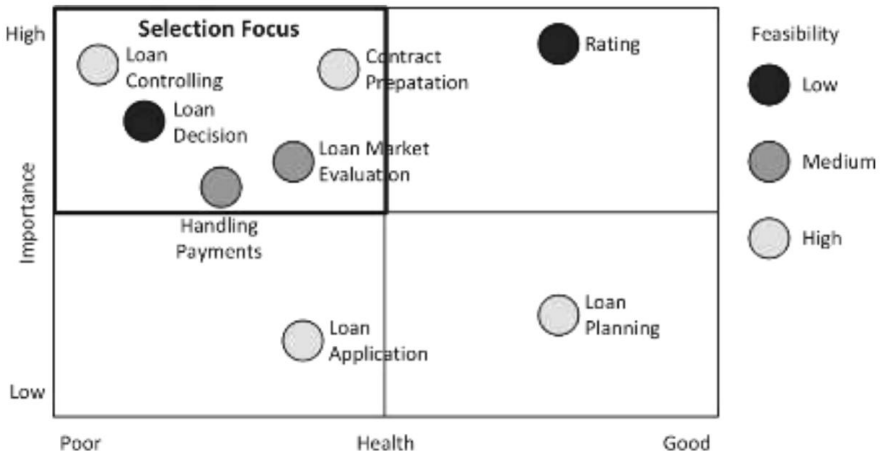 High
Selection Focus
Loan
Controlling
Contract
Prepatation
Rating
Feasibility
Low
Loan
Decision
Loan Market
Evaluation
Medium
Importance
Handling
Payments
High
Loan
Application
Loan
Planning
Low
Poor
Health
Good